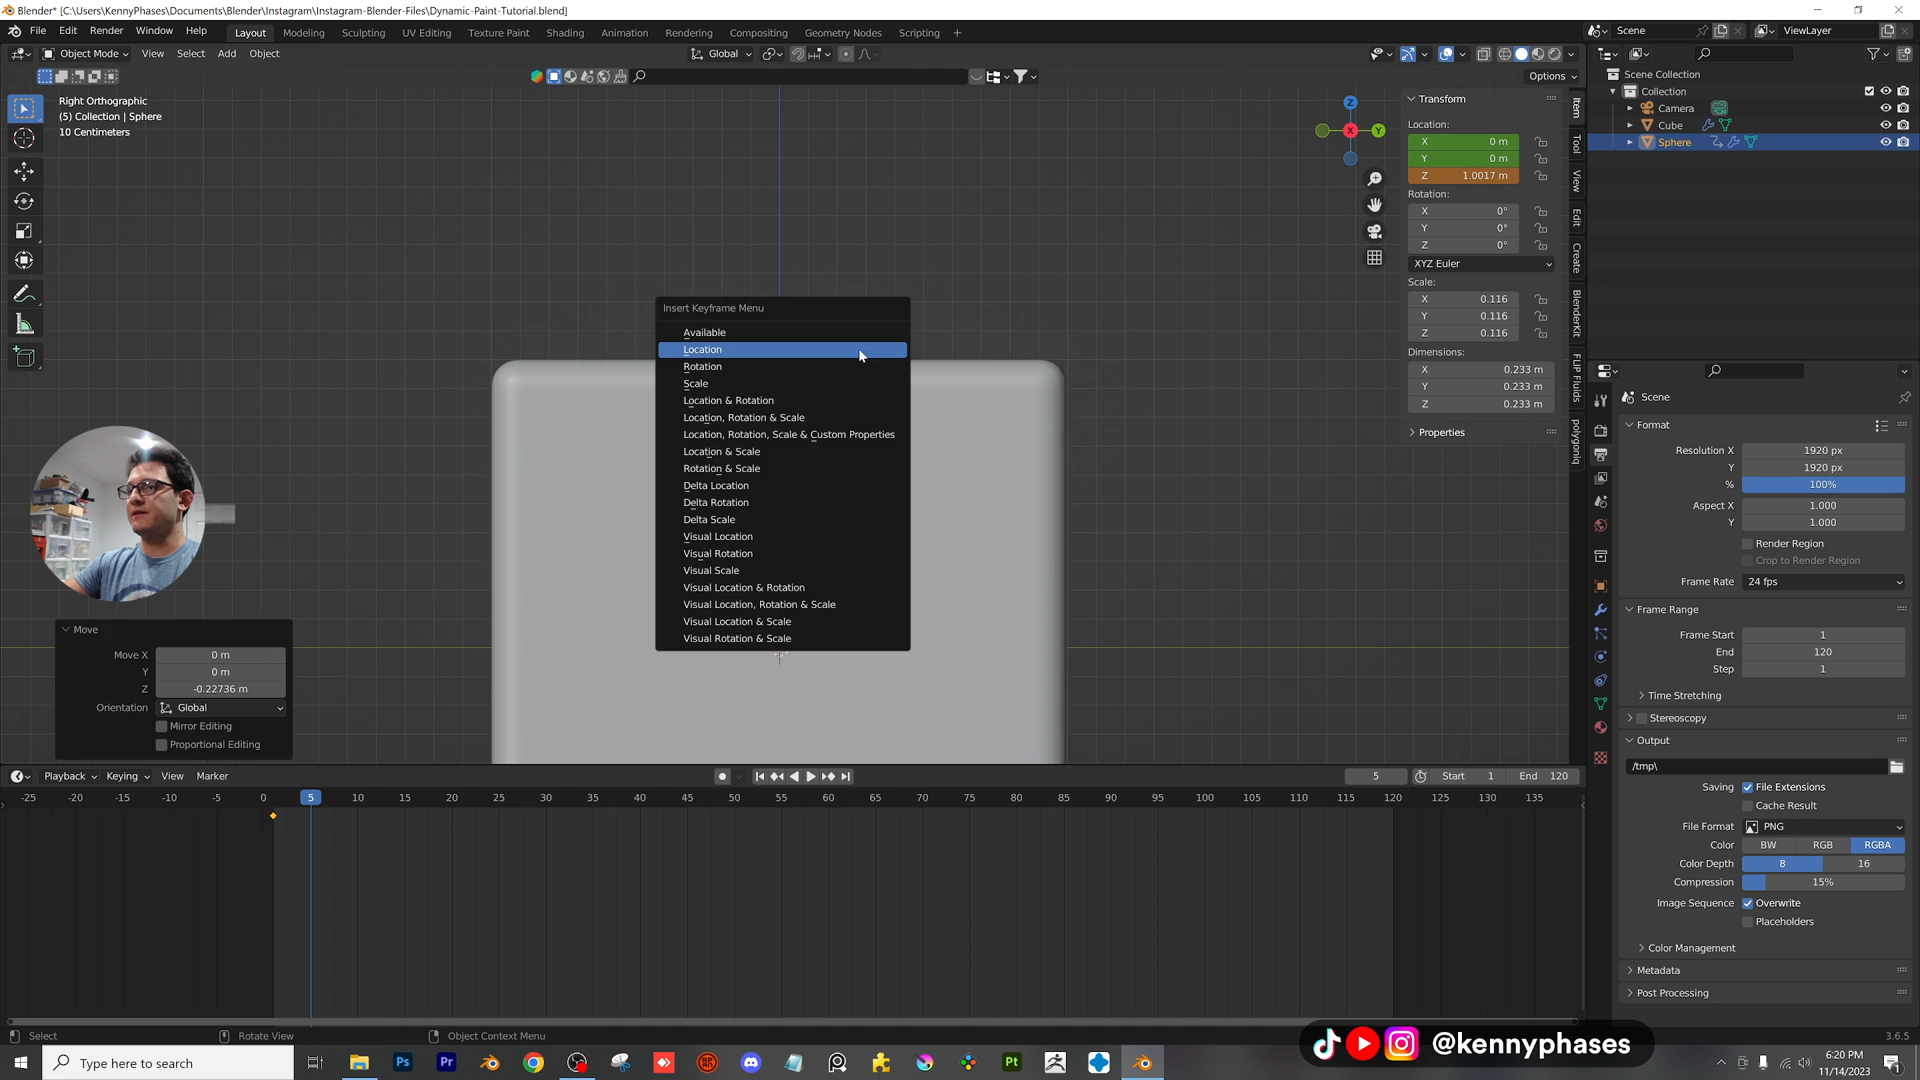 Blender* [C:\Users\KennyPhases\Documents\Blender\Instagram\Instagram-Blender-Files\Dynamic-Paint-Tutorial.blend]
File Edit Render Window Help Layout Modeling Sculpting UV Editing Texture Paint Shading Animation Rendering Compositing Geometry Nodes Scripting + Scene ViewLayer
Object Mode View Select Add Object Global
Options
Right Orthographic
(5) Collection | Sphere
10 Centimeters
Z
X
Y
Transform
Location:
X 0 m
Y 0 m
Z 1.0017 m
Rotation:
X 0°
Y 0°
Z 0°
XYZ Euler
Scale:
X 0.116
Y 0.116
Z 0.116
Dimensions:
X 0.233 m
Y 0.233 m
Z 0.233 m
Properties
Item
Tool
View
Edit
Create
BlenderKit
FLIP Fluids
polygoniq
Scene Collection
Collection
Camera
Cube
Sphere
Insert Keyframe Menu
Available
Location
Rotation
Scale
Location & Rotation
Location, Rotation & Scale
Location, Rotation, Scale & Custom Properties
Location & Scale
Rotation & Scale
Delta Location
Delta Rotation
Delta Scale
Visual Location
Visual Rotation
Visual Scale
Visual Location & Rotation
Visual Location, Rotation & Scale
Visual Location & Scale
Visual Rotation & Scale
Move
Move X 0 m
Y 0 m
Z -0.22736 m
Orientation Global
Mirror Editing
Proportional Editing
Scene
Format
Resolution X 1920 px
Y 1920 px
% 100%
Aspect X 1.000
Y 1.000
Render Region
Crop to Render Region
Frame Rate 24 fps
Frame Range
Frame Start 1
End 120
Step 1
Time Stretching
Stereoscopy
Output
/tmp\
Saving File Extensions
Cache Result
File Format PNG
Color BW RGB RGBA
Color Depth 8 16
Compression 15%
Image Sequence Overwrite
Placeholders
Color Management
Metadata
Post Processing
Playback Keying View Marker 5 Start 1 End 120
-25 -20 -15 -10 -5 0 5 10 15 20 25 30 35 40 45 50 55 60 65 70 75 80 85 90 95 100 105 110 115 120 125 130 135
Select Rotate View Object Context Menu 3.6.5
@kennyphases
Type here to search
Ps
Pr
Pt
6:20 PM
11/14/2023
1